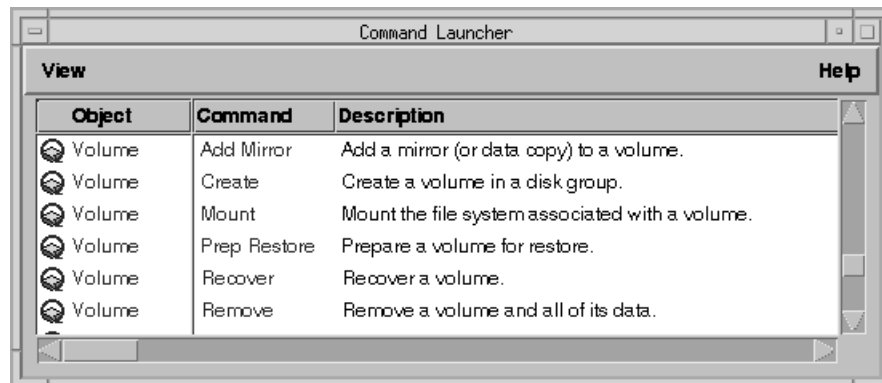 Command Launcher
View Help
Object Command Description
Volume Add Mirror Add a mirror (or data copy) to a volume.
Volume Create Create a volume in a disk group.
Volume Mount Mount the file system associated with a volume.
Volume Prep Restore Prepare a volume for restore.
Volume Recover Recover a volume.
Volume Remove Remove a volume and all of its data.